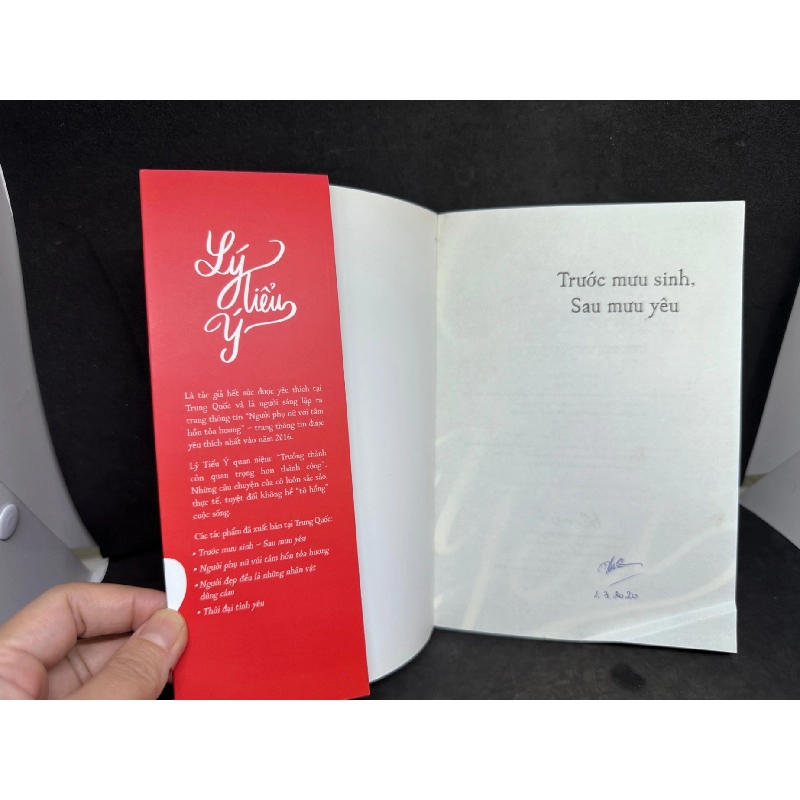 Lý
Tiểu
Ý
Là tác giả hết sức được yêu thích tại
Trung Quốc và là người sáng lập ra
trang thông tin "Người phụ nữ với tâm
hồn tỏa hương" – trang thông tin được
yêu thích nhất vào năm 2016.
Lý Tiểu Ý quan niệm: "Trưởng thành
còn quan trọng hơn thành công".
Những câu chuyện của cô luôn sắc sảo
thực tế, tuyệt đối không hề "tô hồng"
cuộc sống.
Các tác phẩm đã xuất bản tại Trung Quốc:
• Trước mưu sinh – Sau mưu yêu
• Người phụ nữ với tâm hồn tỏa hương
• Người đẹp đều là những nhân vật
dũng cảm
• Thời đại tình yêu
Trước mưu sinh,
Sau mưu yêu
2020